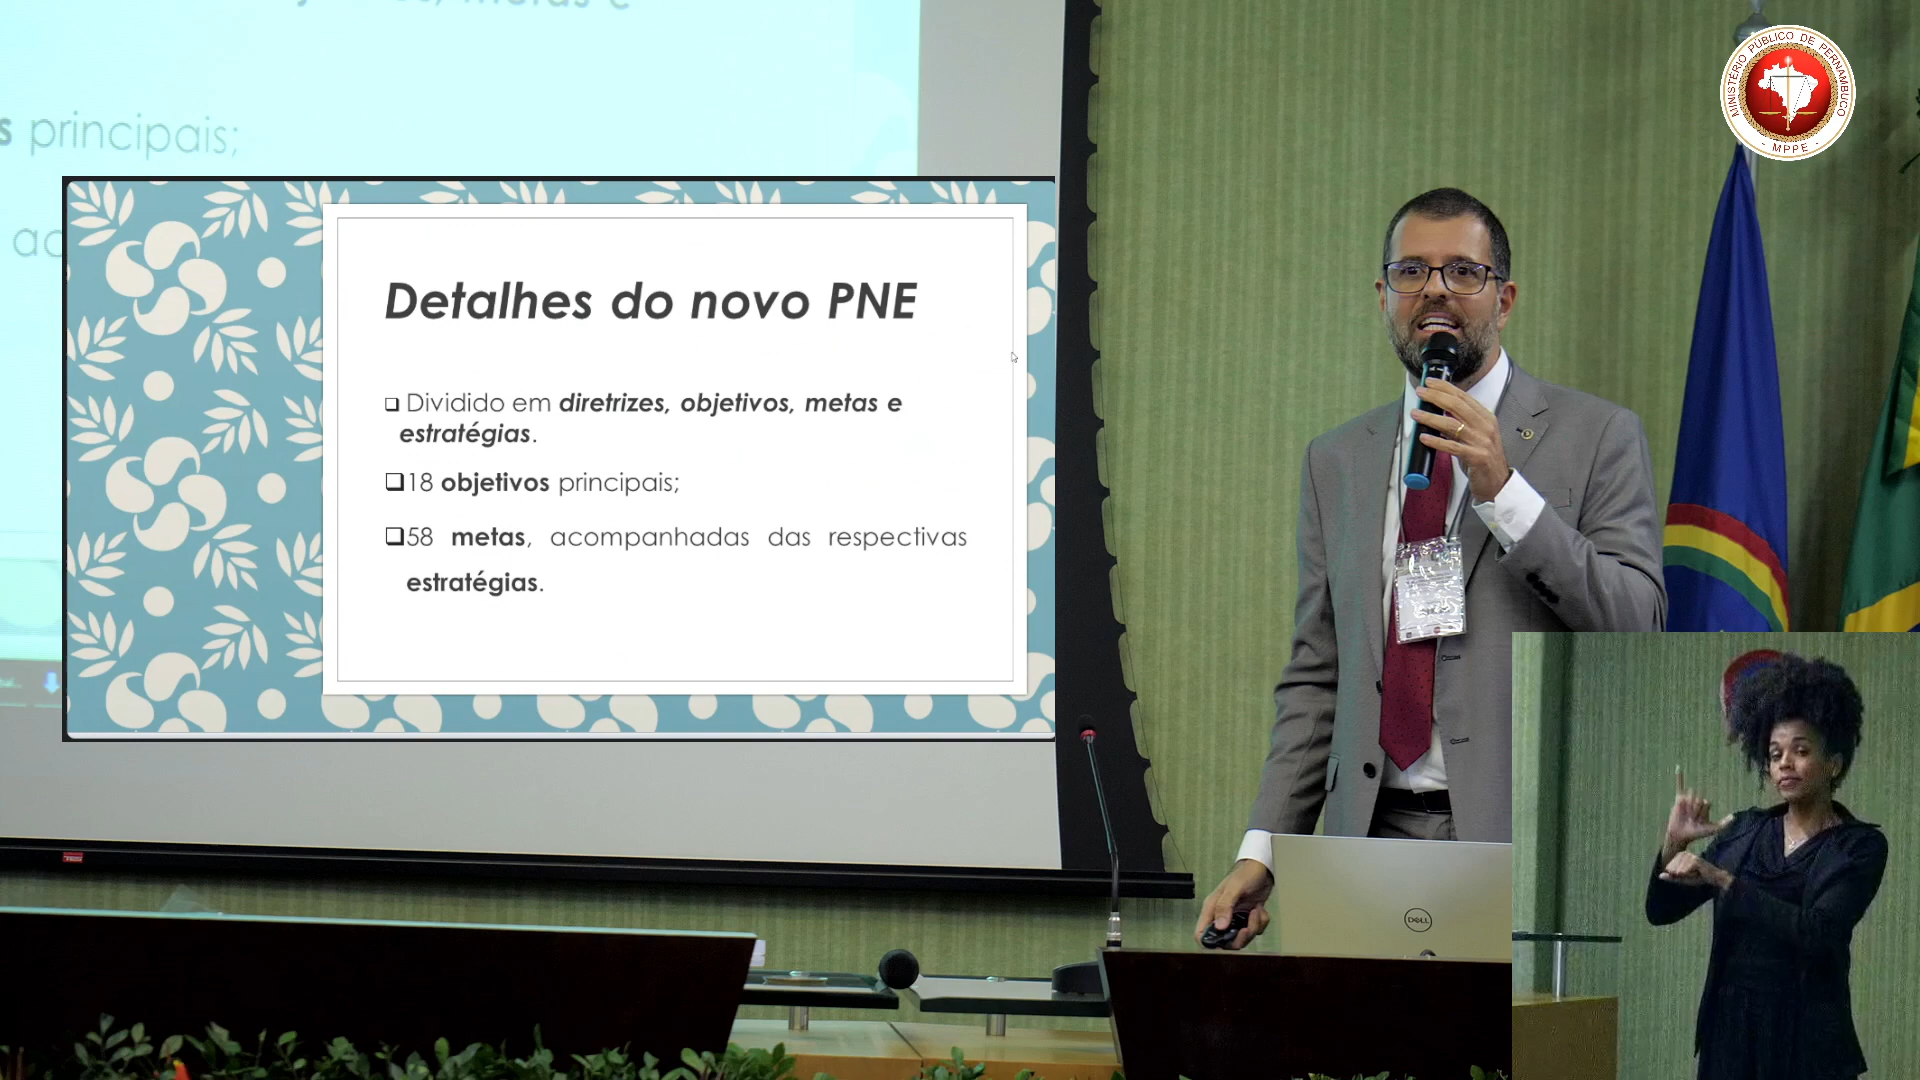 metas e
principais;
MINISTÉRIO PÚBLICO DE PERNAMBUCO
- MPPE -
Detalhes do novo PNE
❑ Dividido em diretrizes, objetivos, metas e
estratégias.
❑18 objetivos principais;
❑58 metas, acompanhadas das respectivas
estratégias.
DELL